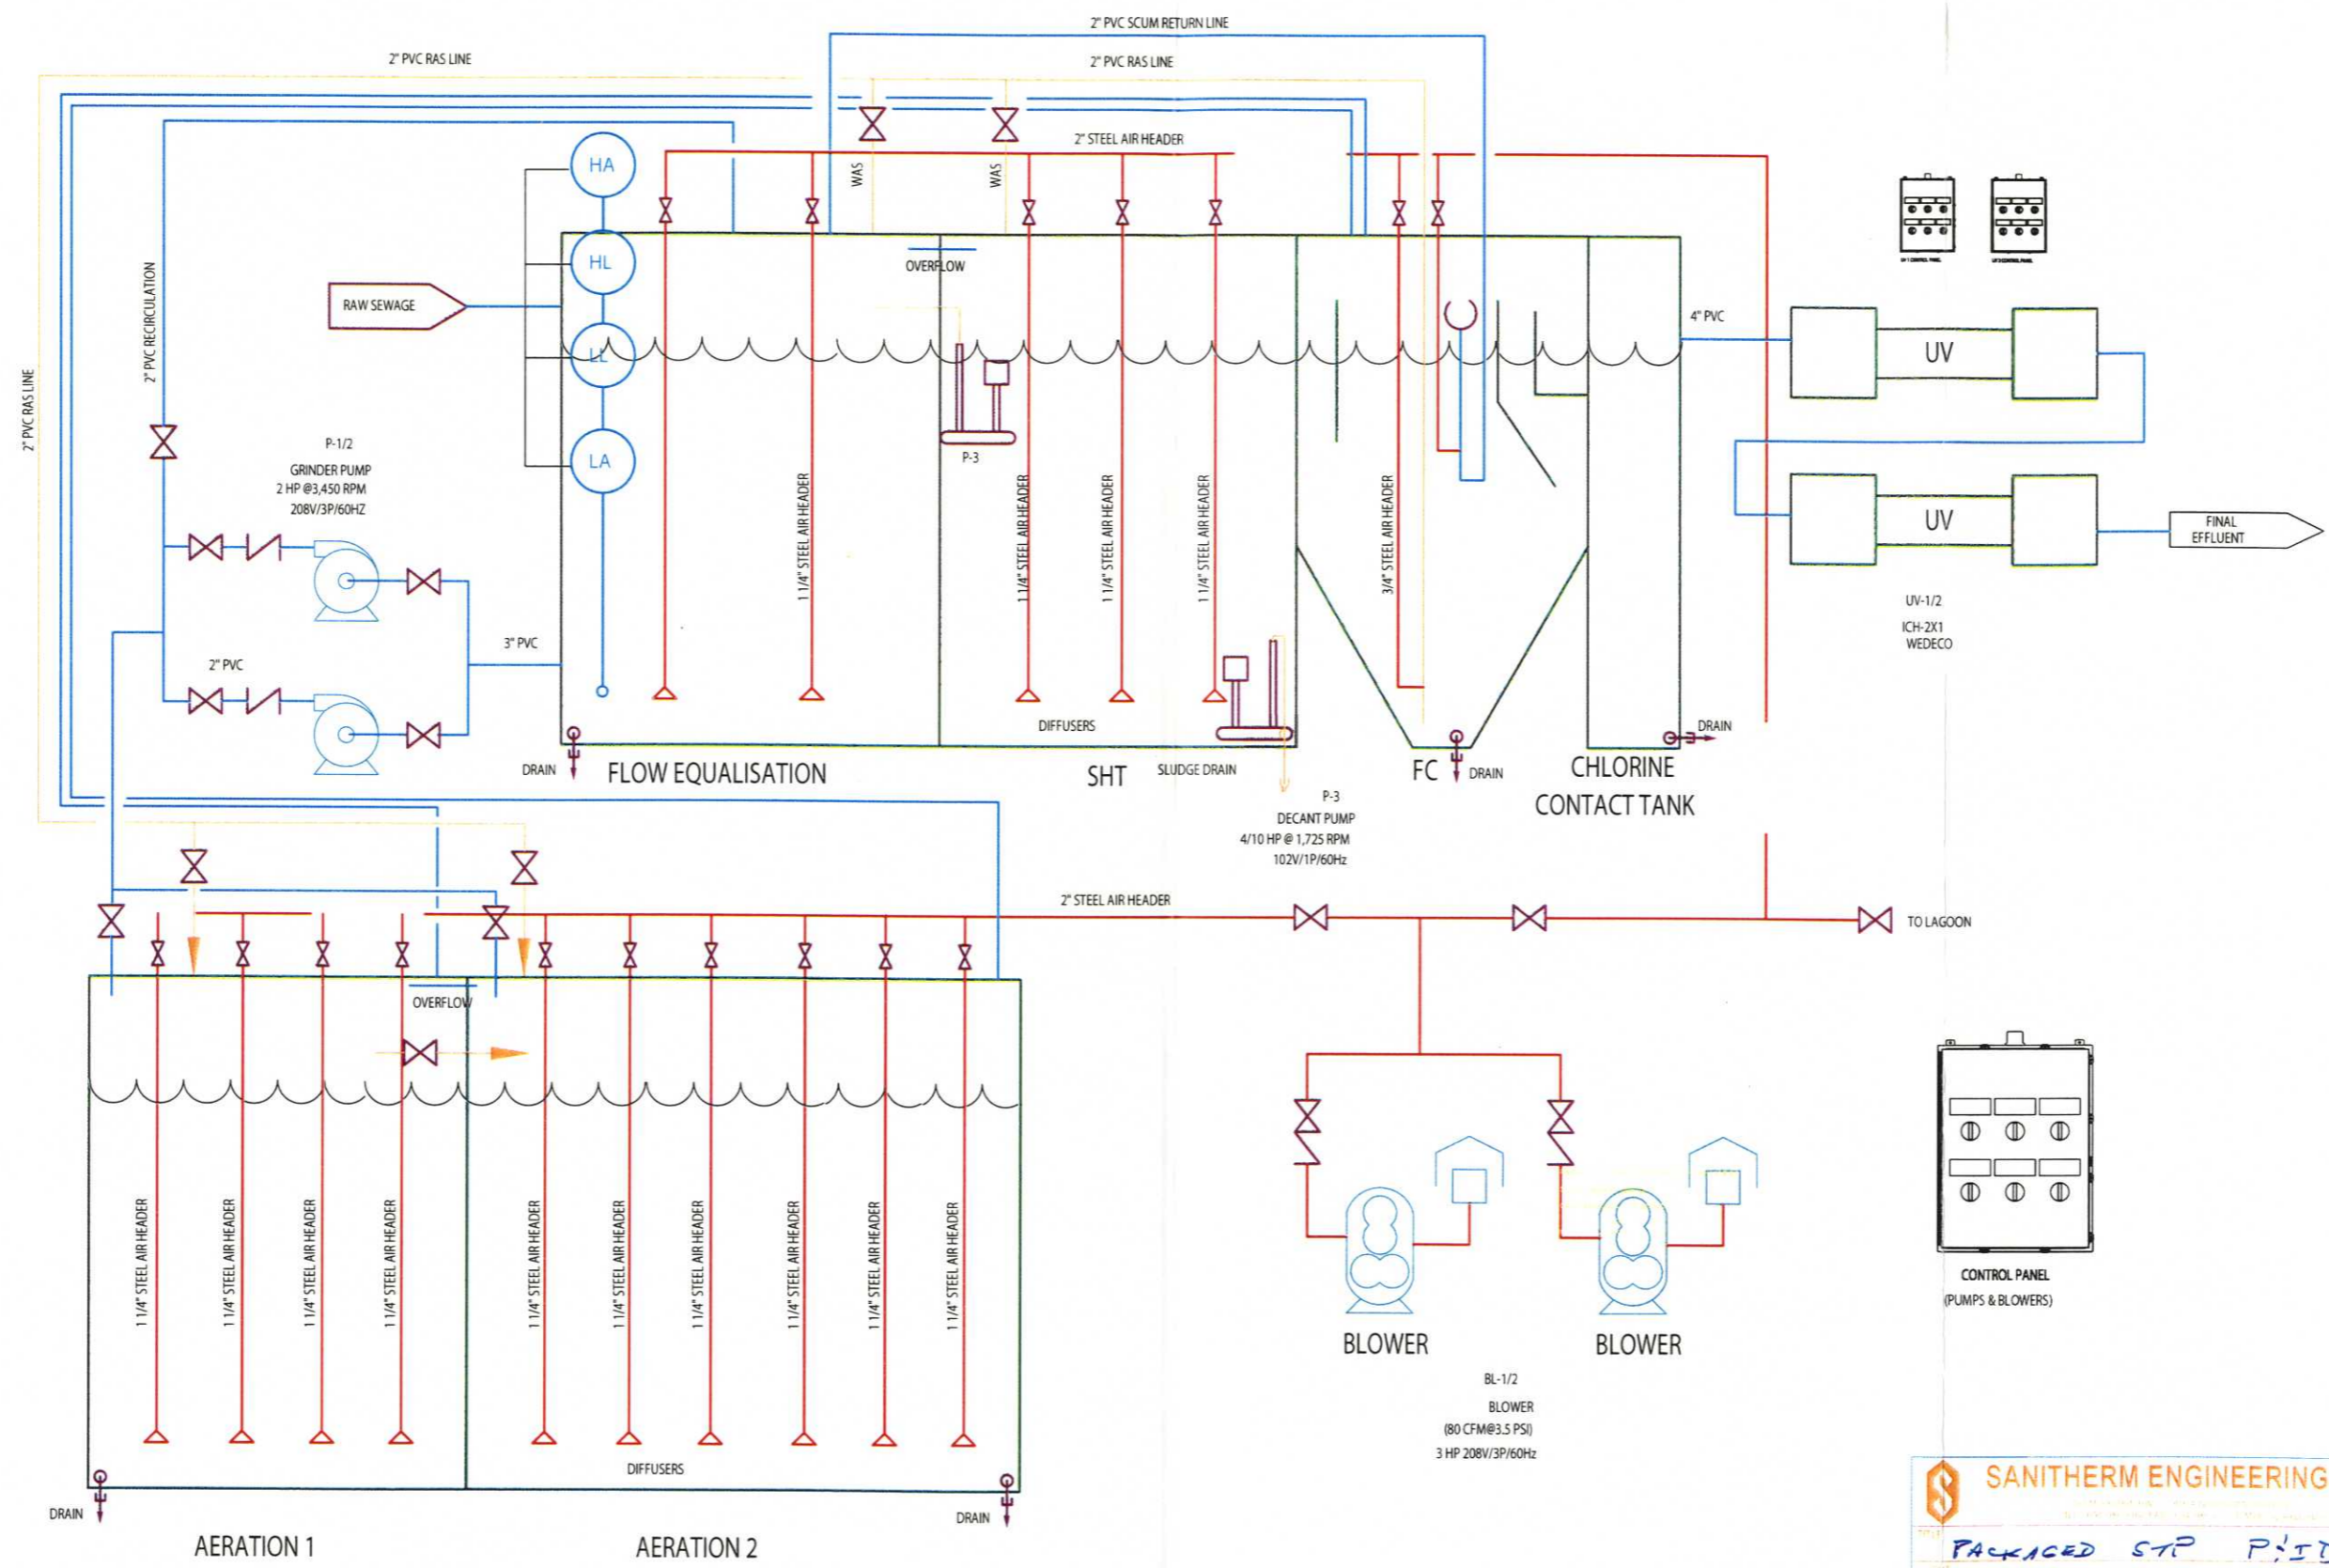 2" PVC SCUM RETURN LINE
2" PVC RAS LINE
2" PVC RAS LINE
2" STEEL AIR HEADER
HA
WAS
WAS
HL
OVERFLOW
2" PVC RECIRCULATION
RAW SEWAGE
LL
4" PVC
UV
2" PVC RAS LINE
P-1/2
GRINDER PUMP
2 HP @3,450 RPM
208V/3P/60HZ
LA
P-3
1 1/4" STEEL AIR HEADER
1 1/4" STEEL AIR HEADER
1 1/4" STEEL AIR HEADER
1 1/4" STEEL AIR HEADER
3/4" STEEL AIR HEADER
UV
FINAL
EFFLUENT
UV-1/2
ICH-2X1
WEDECO
3" PVC
2" PVC
DIFFUSERS
DRAIN
DRAIN
FLOW EQUALISATION
SHT
SLUDGE DRAIN
FC
DRAIN
CHLORINE
CONTACT TANK
P-3
DECANT PUMP
4/10 HP @ 1,725 RPM
102V/1P/60Hz
2" STEEL AIR HEADER
TO LAGOON
OVERFLOW
1 1/4" STEEL AIR HEADER
1 1/4" STEEL AIR HEADER
1 1/4" STEEL AIR HEADER
1 1/4" STEEL AIR HEADER
1 1/4" STEEL AIR HEADER
1 1/4" STEEL AIR HEADER
1 1/4" STEEL AIR HEADER
1 1/4" STEEL AIR HEADER
1 1/4" STEEL AIR HEADER
1 1/4" STEEL AIR HEADER
CONTROL PANEL
(PUMPS & BLOWERS)
BLOWER
BLOWER
BL-1/2
BLOWER
(80 CFM@3.5 PSI)
3 HP 208V/3P/60Hz
DIFFUSERS
DRAIN
DRAIN
AERATION 1
AERATION 2
SANITHERM ENGINEERING
TITLE
PACKAGED STP